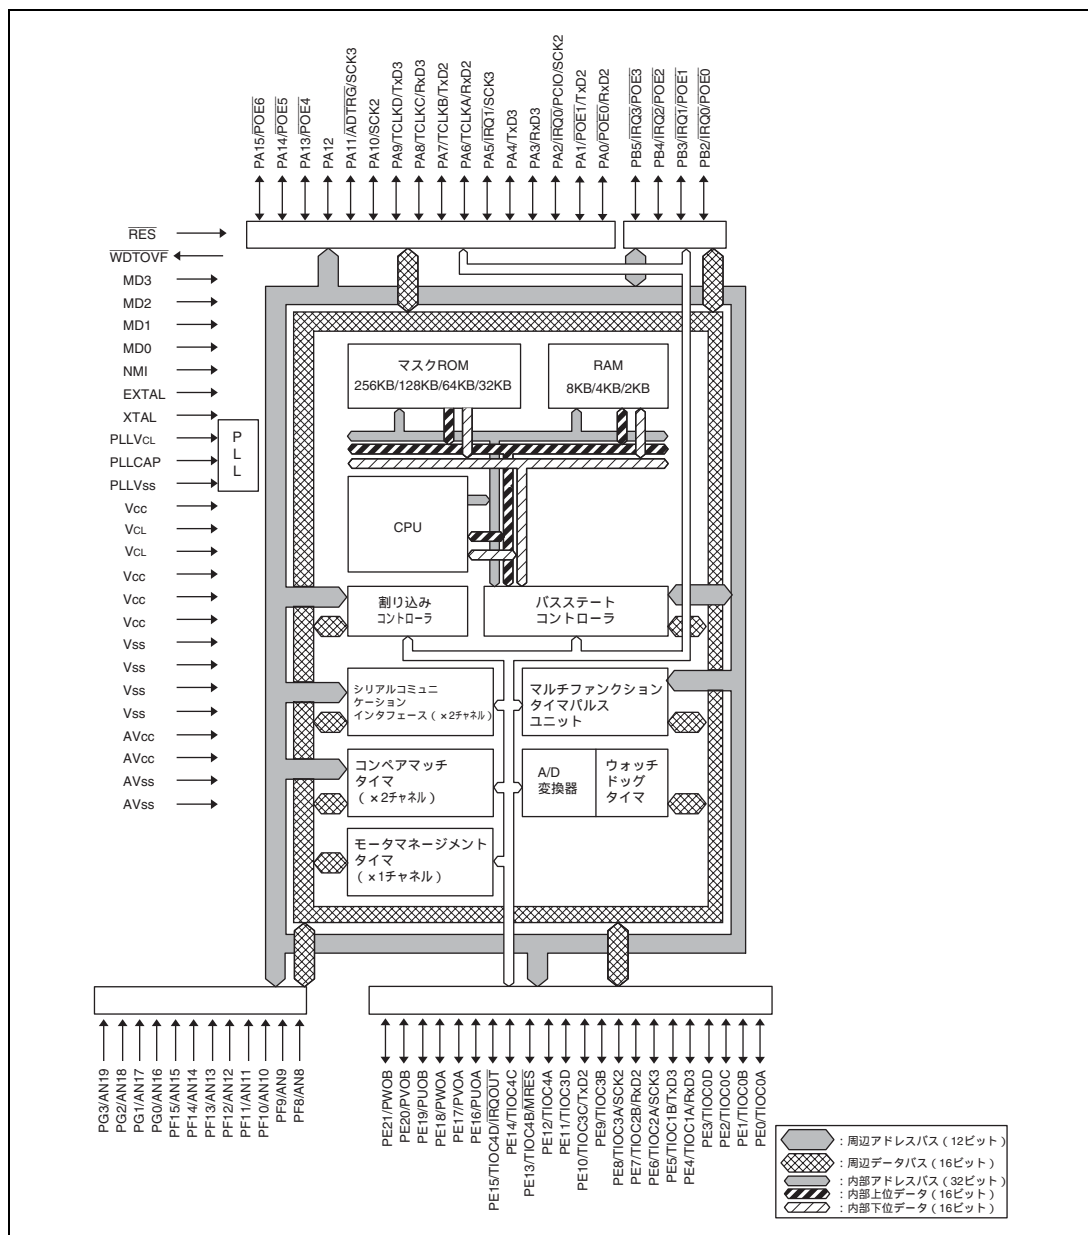 PA15/POE6
PA14/POE5
PA13/POE4
PA12
PA11/ADTRG/SCK3
PA10/SCK2
PA9/TCLKD/TxD3
PA8/TCLKC/RxD3
PA7/TCLKB/TxD2
PA6/TCLKA/RxD2
PA5/IRQ1/SCK3
PA4/TxD3
PA3/RxD3
PA2/IRQ0/PCIO/SCK2
PA1/POE1/TxD2
PA0/POE0/RxD2
PB5/IRQ3/POE3
PB4/IRQ2/POE2
PB3/IRQ1/POE1
PB2/IRQ0/POE0
RES
WDTOVF
MD3
MD2
MD1
MD0
NMI
EXTAL
XTAL
PLLVCL
PLLCAP
PLLVss
PLL
Vcc
VCL
VCL
Vcc
Vcc
Vcc
Vss
Vss
Vss
Vss
AVcc
AVcc
AVss
AVss
マスクROM
256KB/128KB/64KB/32KB
RAM
8KB/4KB/2KB
CPU
割り込み
コントローラ
バスステート
コントローラ
シリアルコミュニ
ケーション
インタフェース(×2チャネル)
マルチファンクション
タイマパルス
ユニット
コンペアマッチ
タイマ
(×2チャネル)
A/D
変換器
ウォッチ
ドッグ
タイマ
モータマネージメント
タイマ
(×1チャネル)
PG3/AN19
PG2/AN18
PG1/AN17
PG0/AN16
PF15/AN15
PF14/AN14
PF13/AN13
PF12/AN12
PF11/AN11
PF10/AN10
PF9/AN9
PF8/AN8
PE21/PWOB
PE20/PVOB
PE19/PUOB
PE18/PWOA
PE17/PVOA
PE16/PUOA
PE15/TIOC4D/IRQOUT
PE14/TIOC4C
PE13/TIOC4B/MRES
PE12/TIOC4A
PE11/TIOC3D
PE10/TIOC3C/TxD2
PE9/TIOC3B
PE8/TIOC3A/SCK2
PE7/TIOC2B/RxD2
PE6/TIOC2A/SCK3
PE5/TIOC1B/TxD3
PE4/TIOC1A/RxD3
PE3/TIOC0D
PE2/TIOC0C
PE1/TIOC0B
PE0/TIOC0A
:周辺アドレスバス(12ビット)
:周辺データバス(16ビット)
:内部アドレスバス(32ビット)
:内部上位データ(16ビット)
:内部下位データ(16ビット)